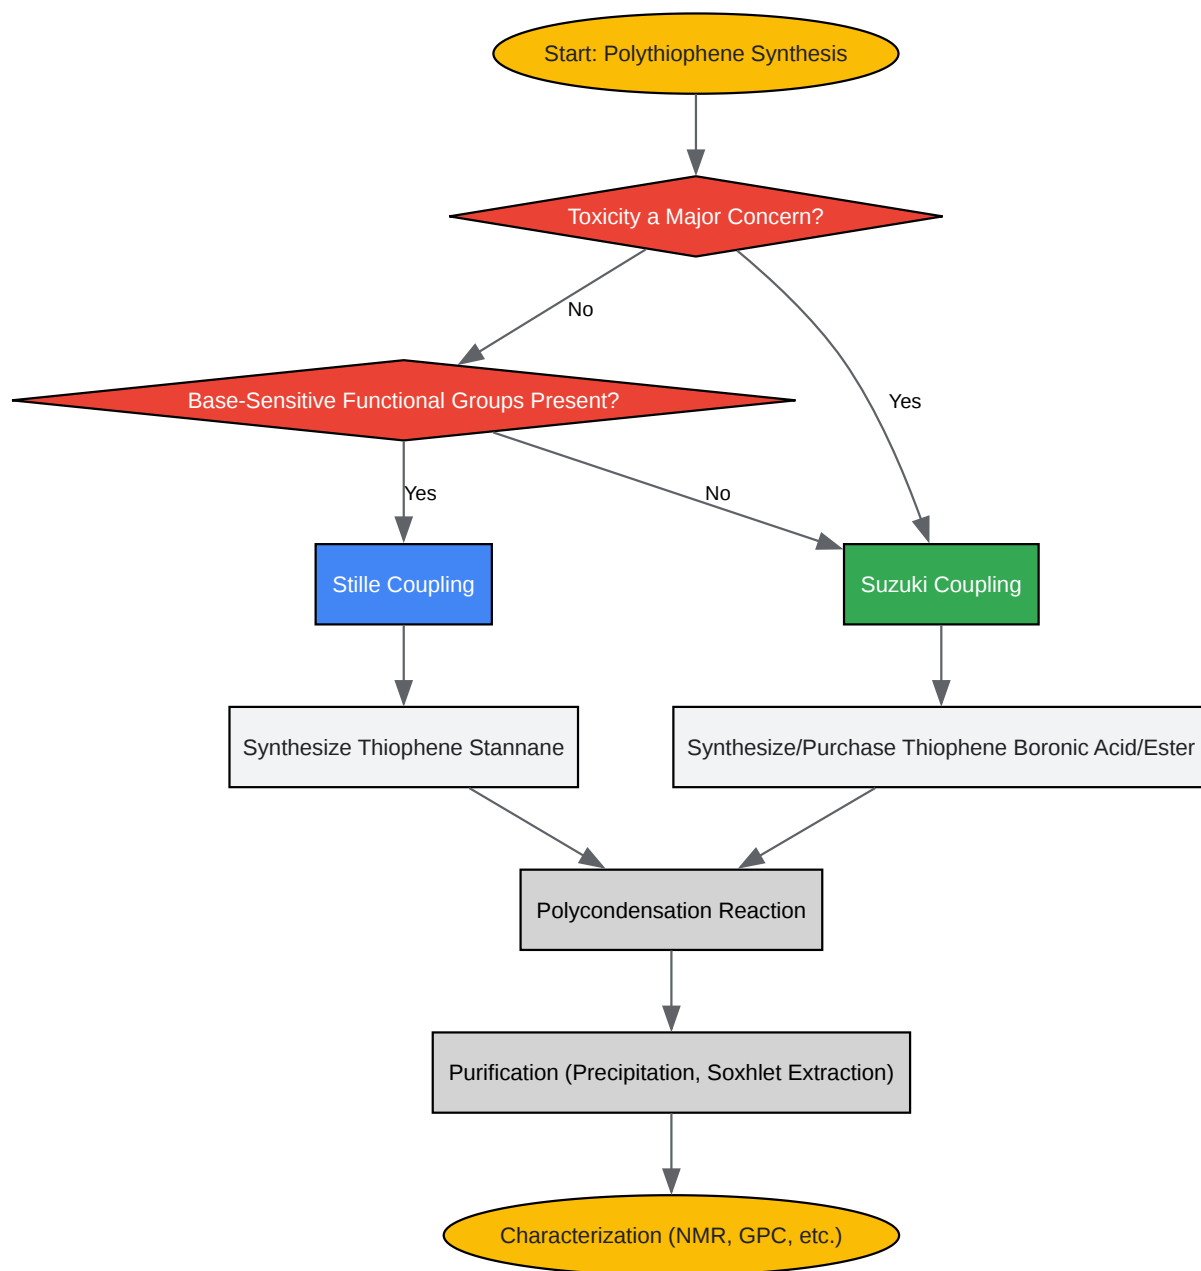 Start: Polythiophene Synthesis
Toxicity a Major Concern?
No
Yes
Base-Sensitive Functional Groups Present?
Yes
No
Stille Coupling
Suzuki Coupling
Synthesize Thiophene Stannane
Synthesize/Purchase Thiophene Boronic Acid/Ester
Polycondensation Reaction
Purification (Precipitation, Soxhlet Extraction)
Characterization (NMR, GPC, etc.)